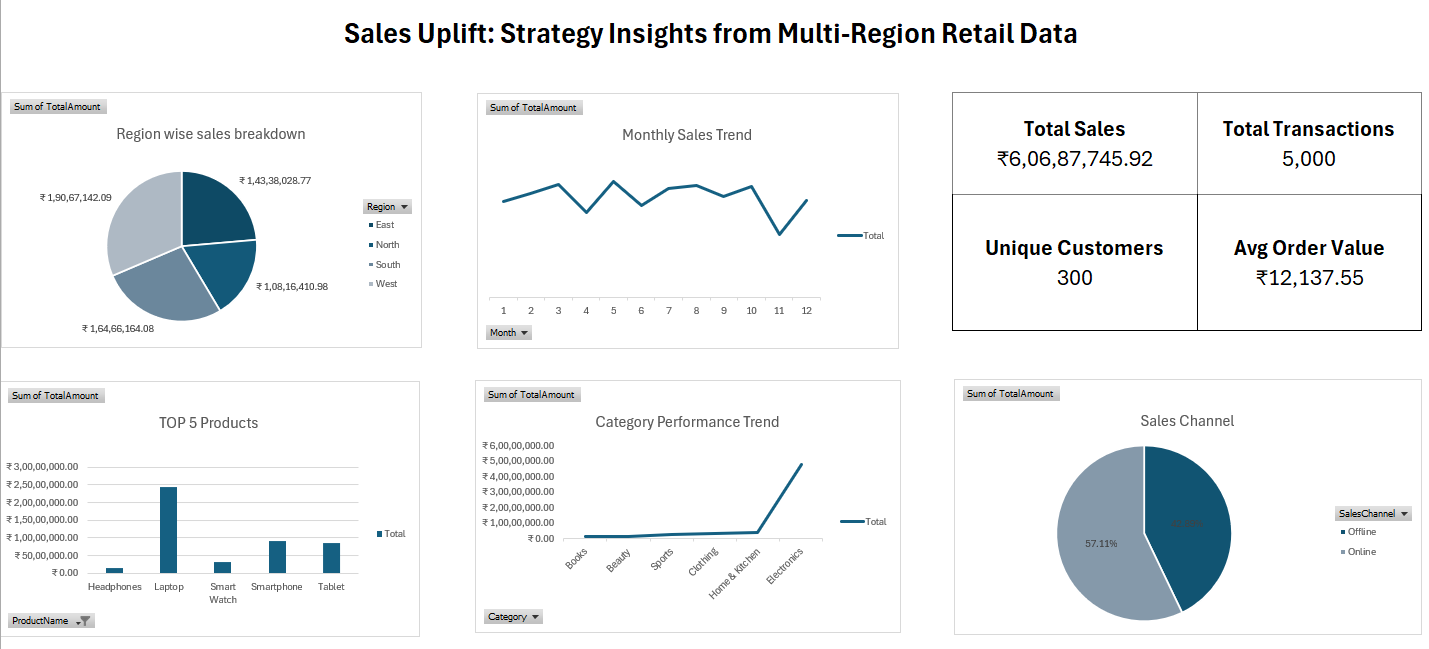 Sales Uplift: Strategy Insights from Multi-Region Retail Data
Sum of TotalAmount
Region wise sales breakdown
₹ 1,43,38,028.77
₹ 1,90,67,142.09
₹ 1,08,16,410.98
₹ 1,64,66,164.08
Region
East
North
South
West
Sum of TotalAmount
Monthly Sales Trend
Total
1 2 3 4 5 6 7 8 9 10 11 12
Month
Total Sales
₹6,06,87,745.92
Total Transactions
5,000
Unique Customers
300
Avg Order Value
₹12,137.55
Sum of TotalAmount
TOP 5 Products
₹ 3,00,00,000.00
₹ 2,50,00,000.00
₹ 2,00,00,000.00
₹ 1,50,00,000.00
₹ 1,00,00,000.00
₹ 50,00,000.00
₹ 0.00
Headphones Laptop Smart Smartphone Tablet
Watch
Total
ProductName
Sum of TotalAmount
Category Performance Trend
₹ 6,00,00,000.00
₹ 5,00,00,000.00
₹ 4,00,00,000.00
₹ 3,00,00,000.00
₹ 2,00,00,000.00
₹ 1,00,00,000.00
₹ 0.00
Books
Beauty
Sports
Clothing
Home & Kitchen
Electronics
Total
Category
Sum of TotalAmount
Sales Channel
57.11%
SalesChannel
Offline
Online